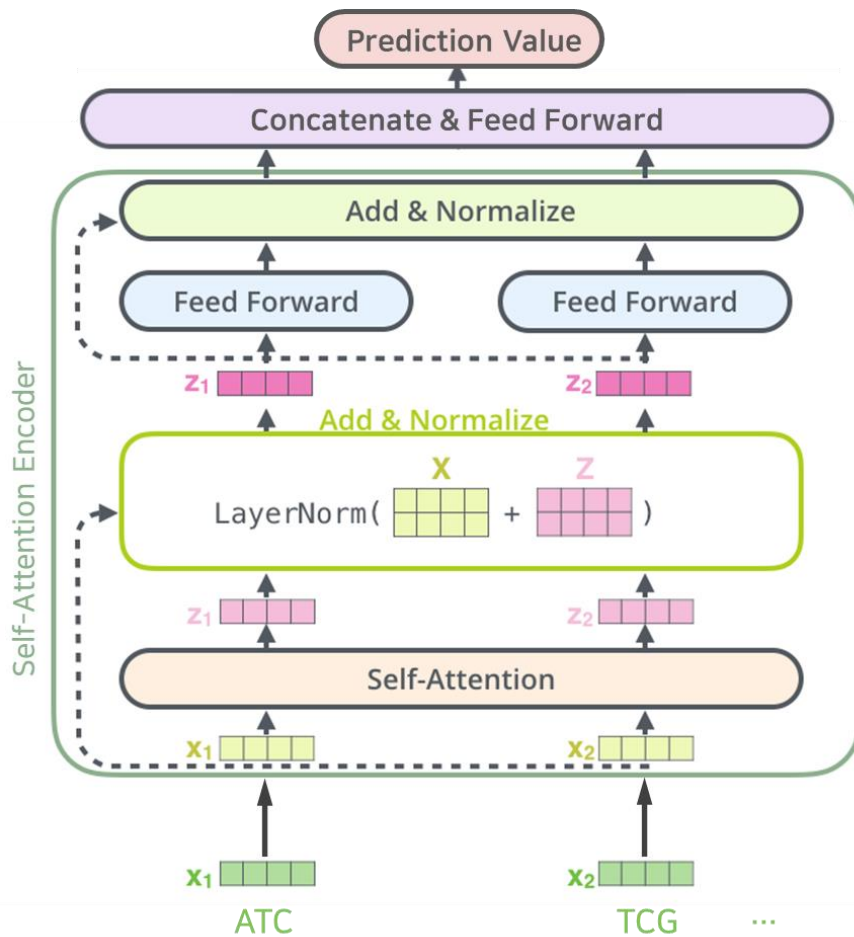 Prediction Value
Concatenate & Feed Forward
Add & Normalize
Feed Forward
Feed Forward
z1
z2
Add & Normalize
X
Z
LayerNorm( + )
z1
z2
Self-Attention
x1
x2
Self-Attention Encoder
x1
x2
ATC
TCG
...